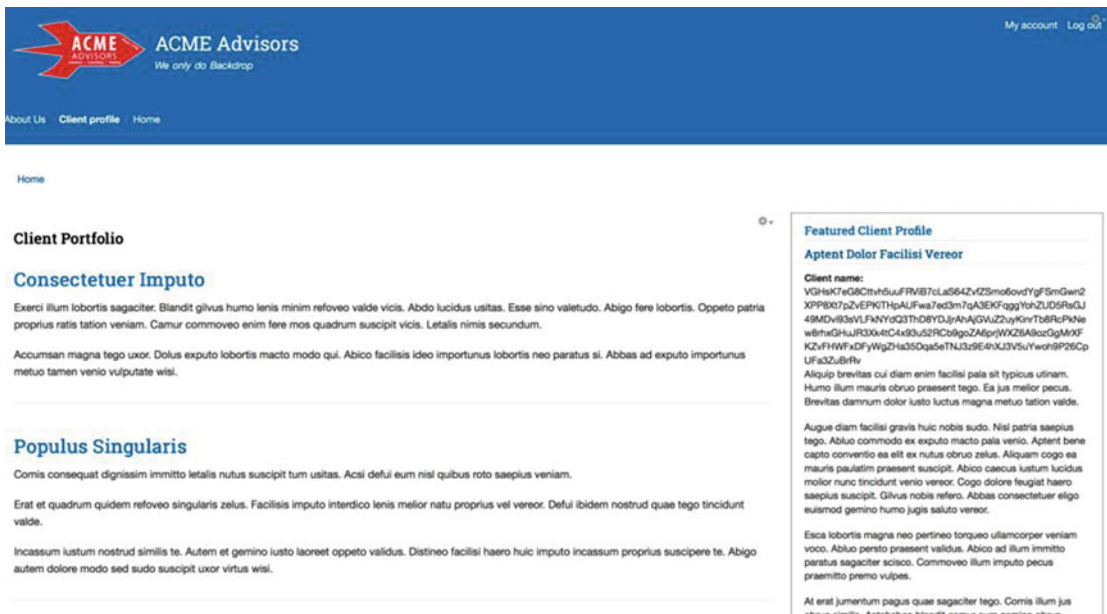 My account Log out
ACME
ADVISORS
ACME Advisors
We only do Backdrop
About Us Client profile Home
Home
Client Portfolio
Consectetuer Imputo
Exerci illum lobortis sagaciter. Blandit gilvus humo lenis minim refoveo valde vicis. Abdo lucidus usitas. Esse sino valetudo. Abigo fere lobortis. Oppeto patria
proprius ratis tation veniam. Camur commoveo enim fere mos quadrum suscipit vicis. Letalis nimis secundum.
Accumsan magna tego uxor. Dolus exputo lobortis macto modo qui. Abico facilisis ideo importunus lobortis neo paratus si. Abbas ad exputo importunus
metuo tamen venio vulputate wisi.
Populus Singularis
Comis consequat dignissim immitto letalis nutus suscipit tum usitas. Acsi defui eum nisl quibus roto saepius veniam.
Erat et quadrum quidem refoveo singularis zelus. Facilisis imputo interdico lenis melior natu proprius vel vereor. Defui ibidem nostrud quae tego tincidunt
valde.
Incassum iustum nostrud similis te. Autem et gemino iusto laoreet oppeto validus. Distineo facilisi haero huic imputo incassum proprius suscipere te. Abigo
autem dolore modo sed sudo suscipit uxor virtus wisi.
Featured Client Profile
Aptent Dolor Facilisi Vereor
Client name:
Aliquip brevitas cui diam enim facilisi pala sit typicus utinam.
Humo illum mauris obruo praesent tego. Ea jus melior pecus.
Brevitas damnum dolor iusto luctus magna metuo tation valde.
Augue diam facilisi gravis huic nobis sudo. Nisl patria saepius
tego. Abluo commodo ex exputo macto pala venio. Aptent bene
capto conventio ea elit ex nutus obruo zelus. Aliquam cogo ea
mauris paulatim praesent suscipit. Abico caecus iustum lucidus
molior nunc tincidunt venio vereor. Cogo dolore feugiat haero
saepius suscipit. Gilvus nobis refero. Abbas consectetuer eligo
euismod gemino humo jugis saluto vereor.
Esca lobortis magna neo pertineo torqueo ullamcorper veniam
voco. Abluo persto praesent validus. Abico ad illum immitto
paratus sagaciter scisco. Commoveo illum imputo pecus
praemitto premo vulpes.
At erat jumentum pagus quae sagaciter tego. Comis illum jus